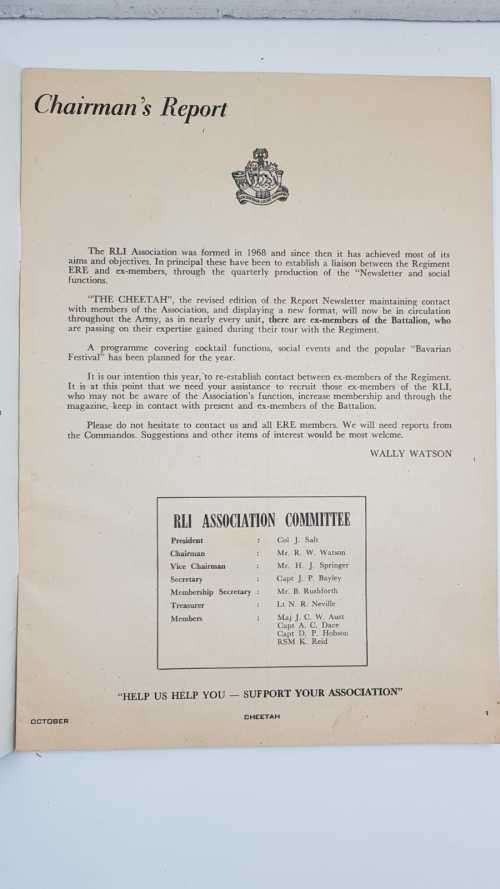 Chairman's Report
The RLI Association was formed in 1968 and since then it has achieved most of its
aims and objectives. In principal these have been to establish a liaison between the Regiment
ERE and ex-members, through the quarterly production of the "Newsletter and social
functions.
"THE CHEETAH", the revised edition of the Report Newsletter maintaining contact
with members of the Association, and displaying a new format, will now be in circulation
throughout the Army, as in nearly every unit, there are ex-members of the Battalion, who
are passing on their expertise gained during their tour with the Regiment.
A programme covering cocktail functions, social events and the popular "Bavarian
Festival" has been planned for the year.
It is our intention this year, to re-establish contact between ex-members of the Regiment.
It is at this point that we need your assistance to recruit those ex-members of the RLI,
who may not be aware of the Association's function, increase membership and through the
magazine, keep in contact with present and ex-members of the Battalion.
Please do not hesitate to contact us and all ERE members. We will need reports from
the Commandos. Suggestions and other items of interest would be most welcme.
WALLY WATSON
RLI ASSOCIATION COMMITTEE
President : Col J. Salt
Chairman : Mr. R. W. Watson
Vice Chairman : Mr. H. J. Springer
Secretary : Capt J. P. Bayley
Membership Secretary : Mr. B. Rushforth
Treasurer : Lt N. R. Neville
Members : Maj J. C. W. Aust
Capt A. C. Dace
Capt D. P. Hobson
RSM K. Reid
"HELP US HELP YOU — SUPPORT YOUR ASSOCIATION"
OCTOBER CHEETAH 1